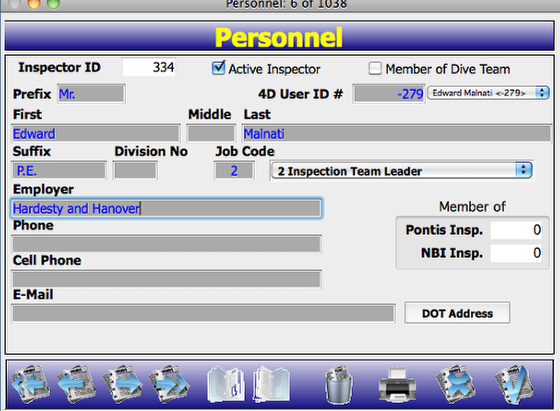 Personnel: 6 of 1038
Personnel
Inspector ID 334 Active Inspector Member of Dive Team
Prefix Mr. 4D User ID # -279 Edward Malnati <-279>
First Middle Last
Edward Malnati
Suffix Division No Job Code
P.E. 2 2 Inspection Team Leader
Employer
Hardesty and Hanover
Member of
Phone
Pontis Insp. 0
NBI Insp. 0
Cell Phone
E-Mail
DOT Address